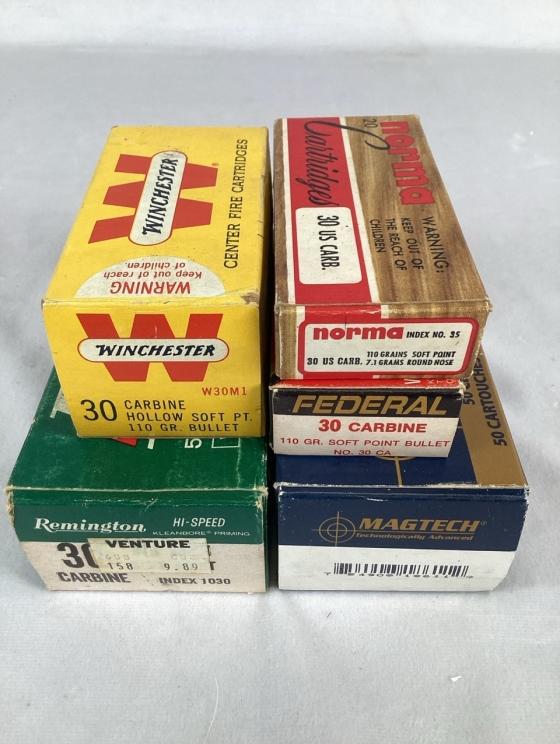 WINCHESTER
CENTER FIRE CARTRIDGES
WARNING
Keep out of reach
of children.
WINCHESTER
W30M1
30 CARBINE
HOLLOW SOFT PT.
110 GR. BULLET
norma
20
Cartridges
30 US CARB.
WARNING:
KEEP OUT OF
THE REACH OF
CHILDREN
norma INDEX NO. 35
30 US CARB. 110 GRAINS SOFT POINT
7.1 GRAMS ROUND NOSE
FEDERAL
30 CARBINE
110 GR. SOFT POINT BULLET
NO. 30 CA
5
Remington HI-SPEED
KLEANBORE PRIMING
VENTURE
158 9.89
30
CARBINE INDEX 1030
50 CARTOUCHE
MAGTECH
Technologically Advanced